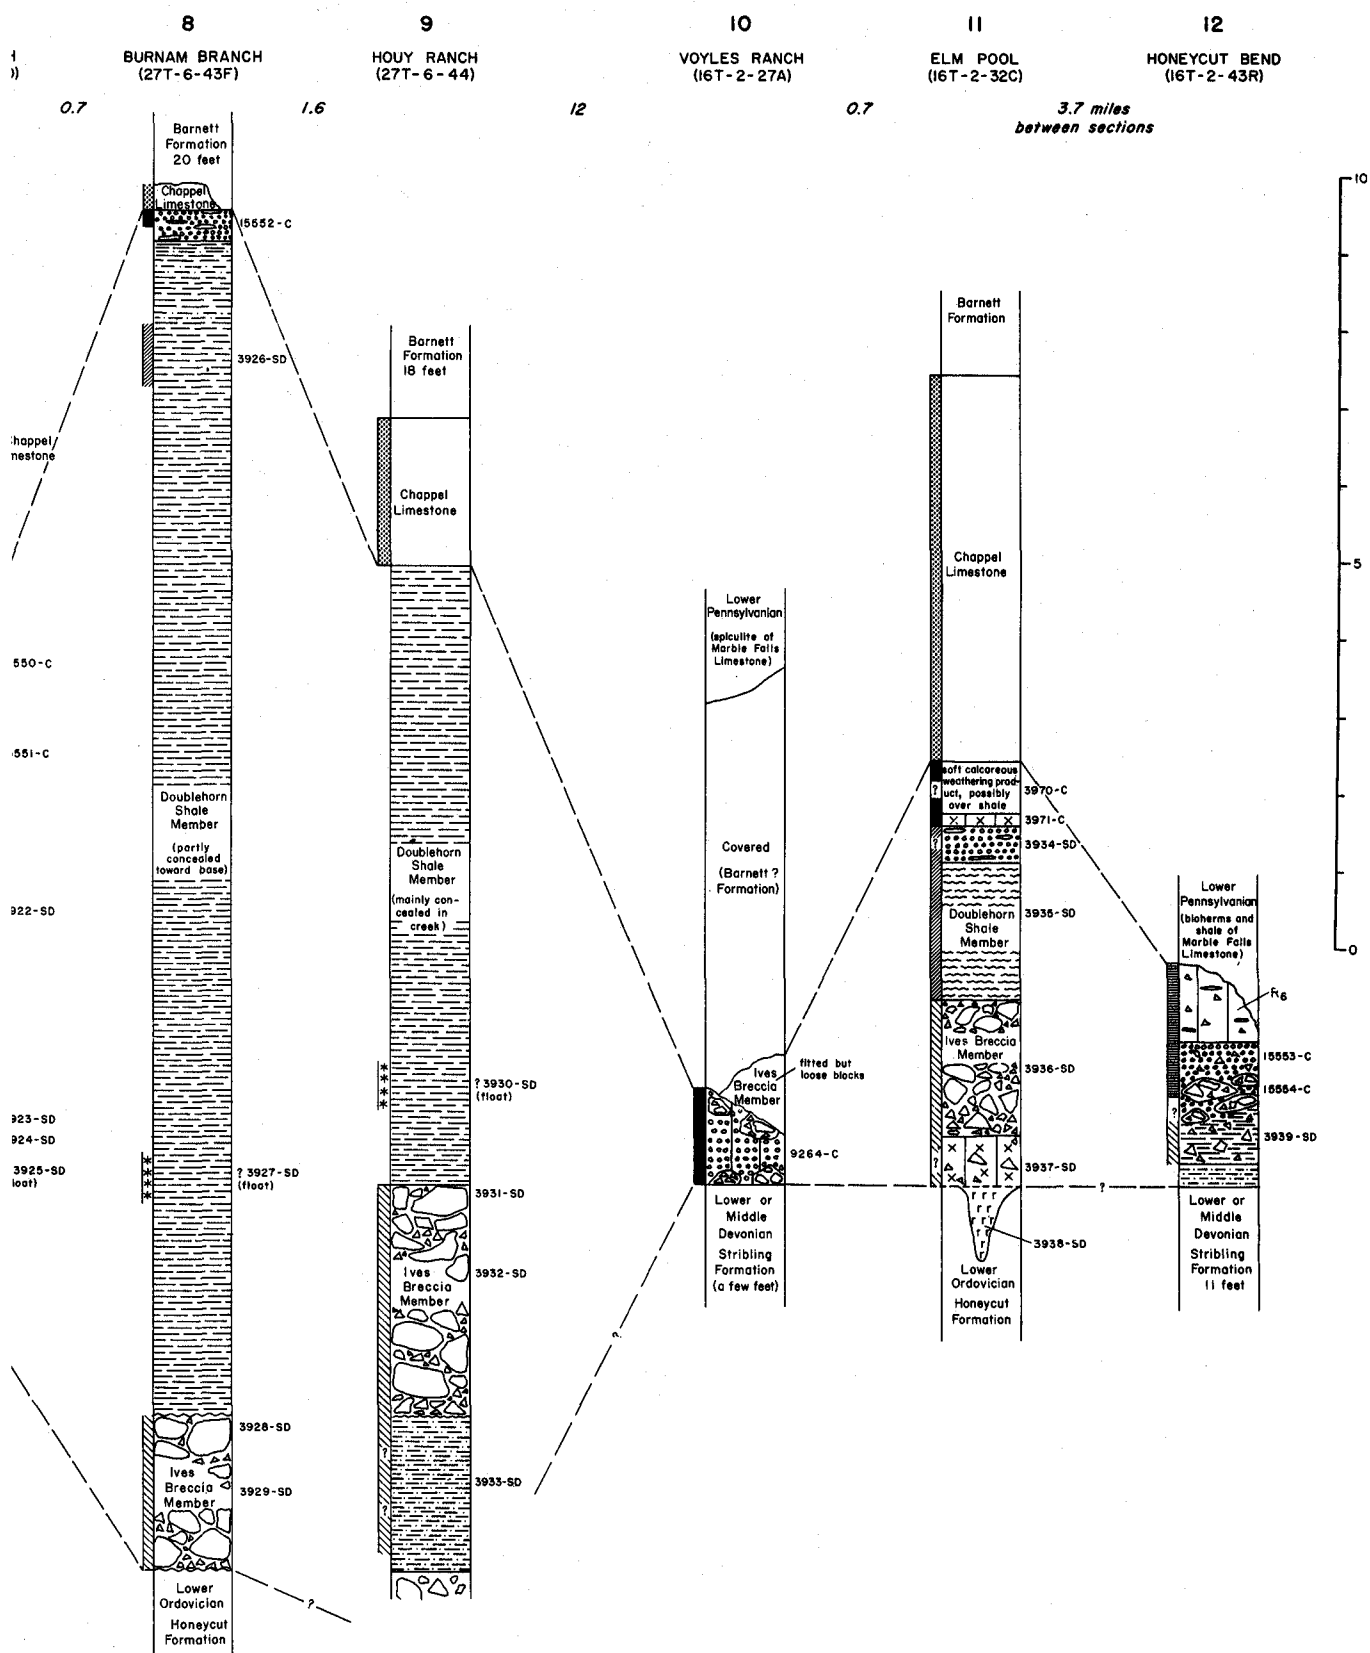 8
9
10
11
12
BURNAM BRANCH
(27T-6-43F)
HOUY RANCH
(27T-6-44)
VOYLES RANCH
(16T-2-27A)
ELM POOL
(16T-2-32C)
HONEYCUT BEND
(16T-2-43R)
0.7
1.6
12
0.7
3.7 miles
between sections
Barnett
Formation
20 feet
Chappel
Limestone
15652-C
3926-SD
Doublehorn
Shale
Member
(partly
concealed
toward base)
? 3927-SD
(float)
3928-SD
Ives
Breccia
Member
3929-SD
Lower
Ordovician
Honeycut
Formation
?
550-C
551-C
922-SD
923-SD
924-SD
3925-SD
loat)
Barnett
Formation
18 feet
Chappel
Limestone
Doublehorn
Shale
Member
(mainly con-
cealed in
creek)
? 3930-SD
(float)
3931-SD
3932-SD
Ives
Breccia
Member
?
3933-SD
?
?
Lower
Pennsylvanian
(spiculite of
Marble Falls
Limestone)
Covered
(Barnett ?
Formation)
Ives
Breccia
Member
fitted but
loose blocks
9264-C
Lower or
Middle
Devonian
Stribling
Formation
(a few feet)
Barnett
Formation
Chappel
Limestone
soft calcareous
weathering prod-
uct, possibly
over shale
?
3970-C
3971-C
?
3934-SD
Doublehorn
Shale
Member
3935-SD
Ives Breccia
Member
3936-SD
?
3937-SD
3938-SD
Lower
Ordovician
Honeycut
Formation
?
Lower
Pennsylvanian
(bioherms and
shale of
Marble Falls
Limestone)
R6
15553-C
15554-C
?
3939-SD
Lower or
Middle
Devonian
Stribling
Formation
11 feet
10
5
0